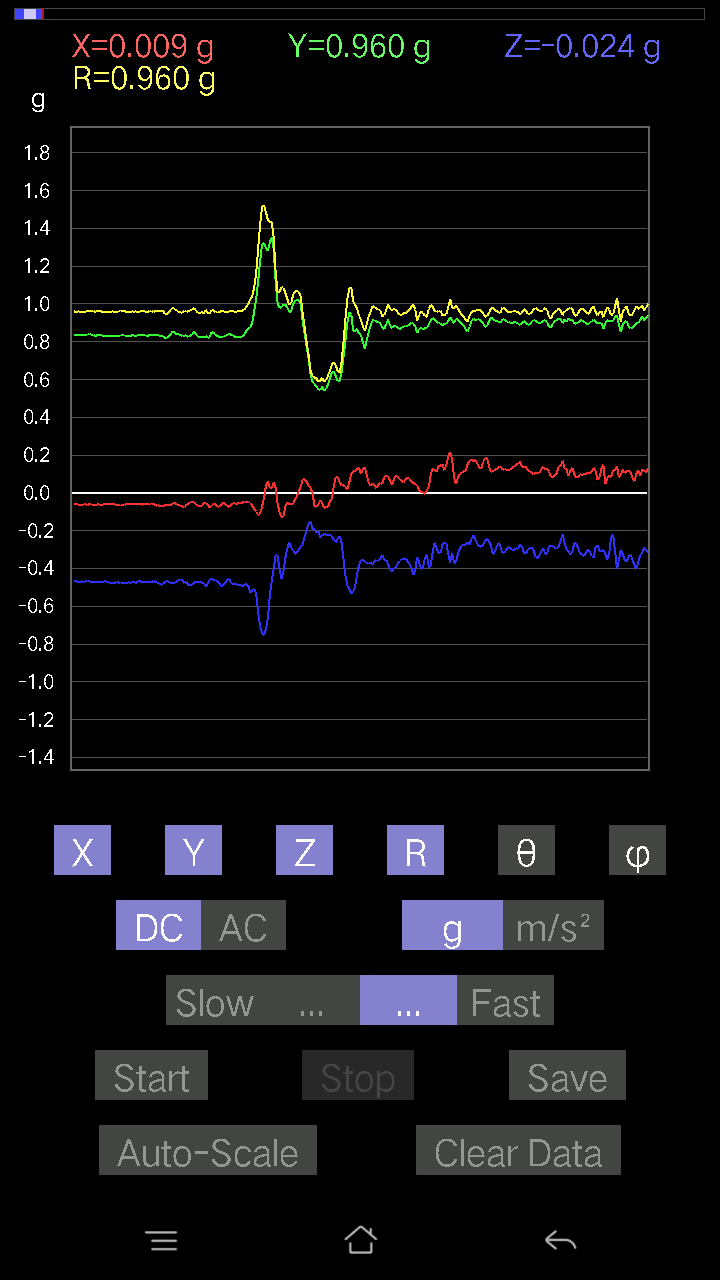 X=0.009 g Y=0.960 g Z=-0.024 g
R=0.960 g
g
1.8
1.6
1.4
1.2
1.0
0.8
0.6
0.4
0.2
0.0
-0.2
-0.4
-0.6
-0.8
-1.0
-1.2
-1.4
X Y Z R θ φ
DC AC g m/s²
Slow ... ... Fast
Start Stop Save
Auto-Scale Clear Data